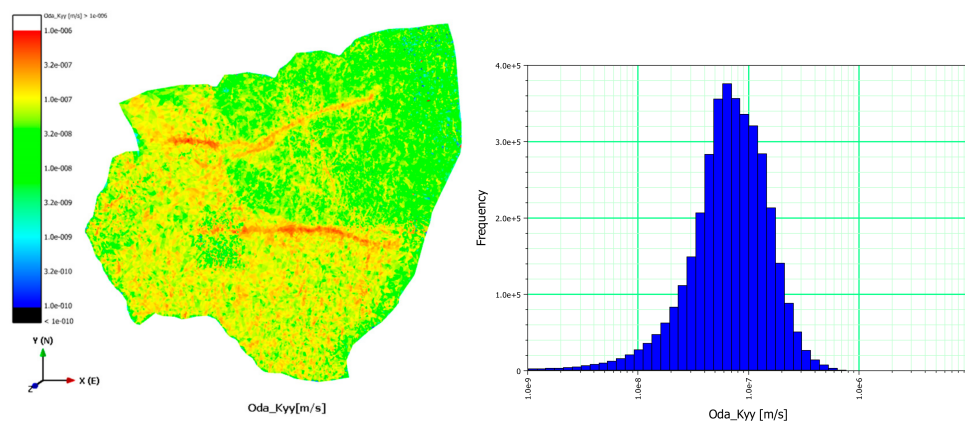 Oda_Kyy [m/s] > 1e-006
1.0e-006
3.2e-007
1.0e-007
3.2e-008
1.0e-008
3.2e-009
1.0e-009
3.2e-010
1.0e-010
< 1e-010
Y (N)
X (E)
Z
Oda_Kyy[m/s]
4.0e+5
3.0e+5
2.0e+5
1.0e+5
0
Frequency
1.0e-9
1.0e-8
1.0e-7
1.0e-6
Oda_Kyy [m/s]